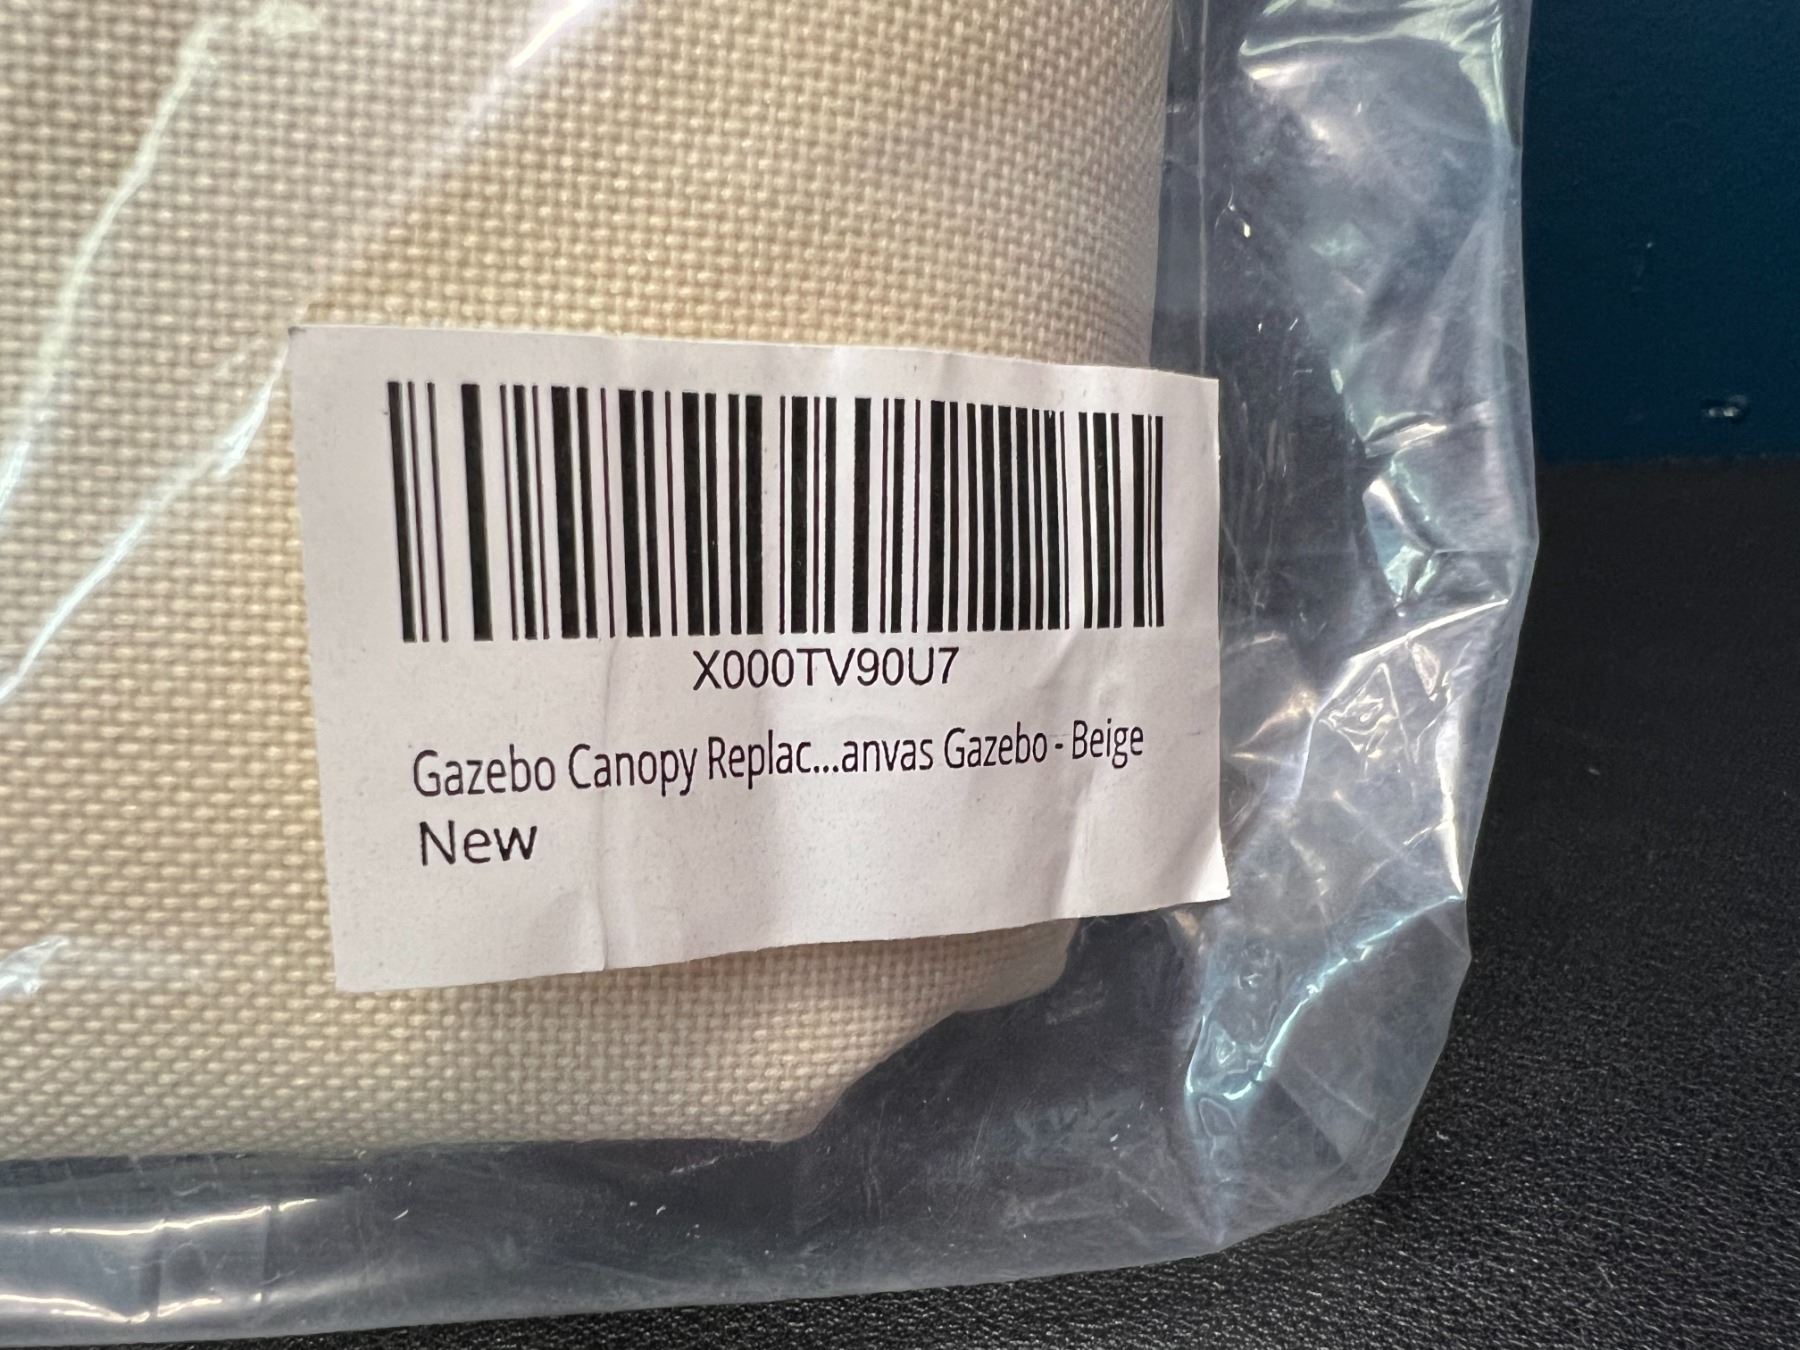 X000TV90U7
Gazebo Canopy Replac...anvas Gazebo - Beige
New